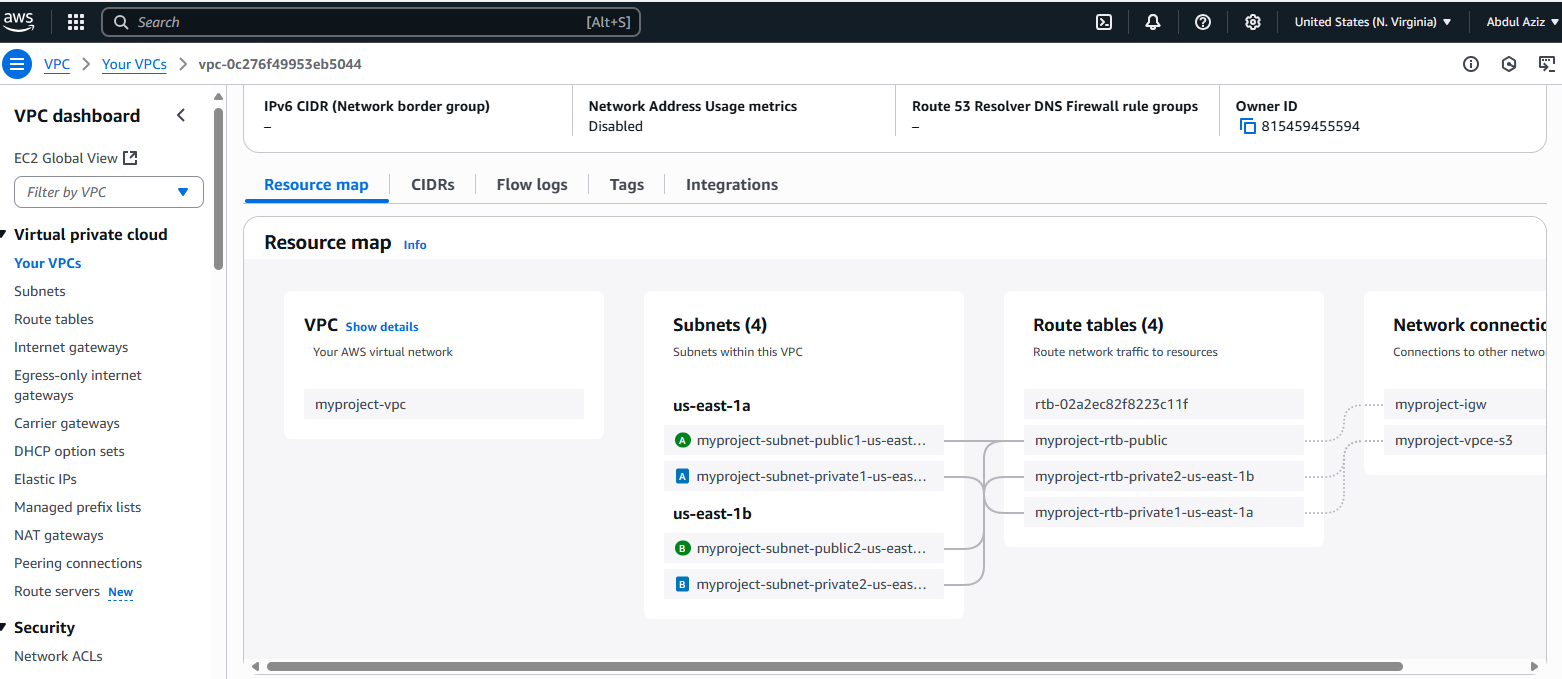 aws
Search [Alt+S] United States (N. Virginia) Abdul Aziz
VPC Your VPCs vpc-0c276f49953eb5044
VPC dashboard
EC2 Global View
Filter by VPC
Virtual private cloud
Your VPCs
Subnets
Route tables
Internet gateways
Egress-only internet
gateways
Carrier gateways
DHCP option sets
Elastic IPs
Managed prefix lists
NAT gateways
Peering connections
Route servers New
Security
Network ACLs
IPv6 CIDR (Network border group)
–
Network Address Usage metrics
Disabled
Route 53 Resolver DNS Firewall rule groups
–
Owner ID
815459455594
Resource map CIDRs Flow logs Tags Integrations
Resource map Info
VPC Show details
Your AWS virtual network
myproject-vpc
Subnets (4)
Subnets within this VPC
us-east-1a
A myproject-subnet-public1-us-east...
A myproject-subnet-private1-us-eas...
us-east-1b
B myproject-subnet-public2-us-east...
B myproject-subnet-private2-us-eas...
Route tables (4)
Route network traffic to resources
rtb-02a2ec82f8223c11f
myproject-rtb-public
myproject-rtb-private2-us-east-1b
myproject-rtb-private1-us-east-1a
Network connectio
Connections to other netwo
myproject-igw
myproject-vpce-s3